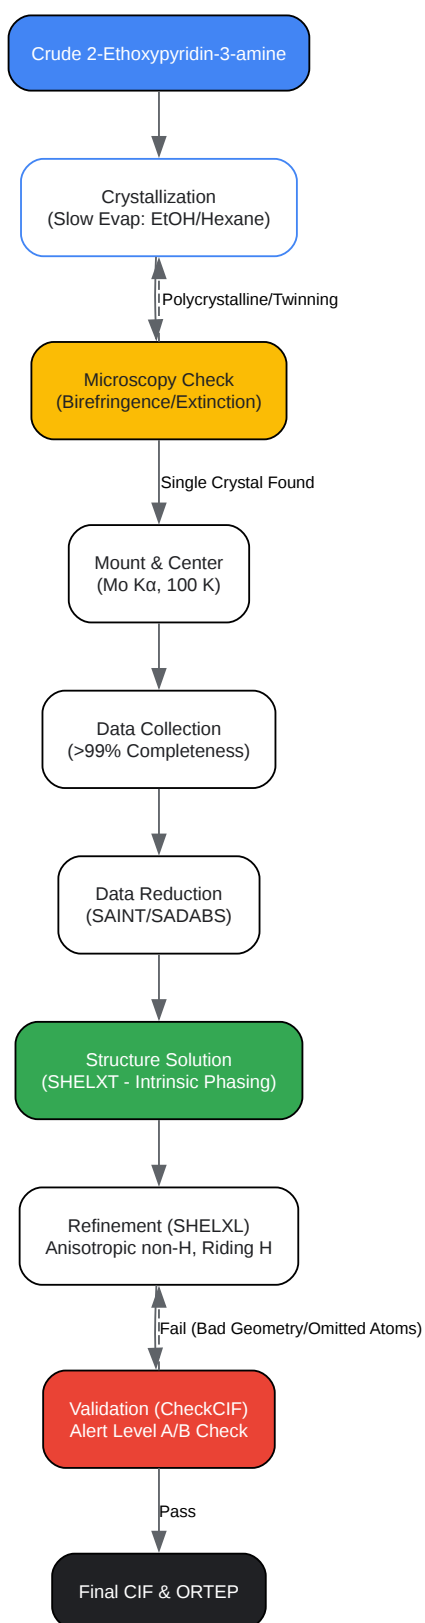 Crude 2-Ethoxypyridin-3-amine
Crystallization
(Slow Evap: EtOH/Hexane)
Polycrystalline/Twinning
Microscopy Check
(Birefringence/Extinction)
Single Crystal Found
Mount & Center
(Mo Kα, 100 K)
Data Collection
(>99% Completeness)
Data Reduction
(SAINT/SADABS)
Structure Solution
(SHELXT - Intrinsic Phasing)
Refinement (SHELXL)
Anisotropic non-H, Riding H
Fail (Bad Geometry/Omitted Atoms)
Validation (CheckCIF)
Alert Level A/B Check
Pass
Final CIF & ORTEP